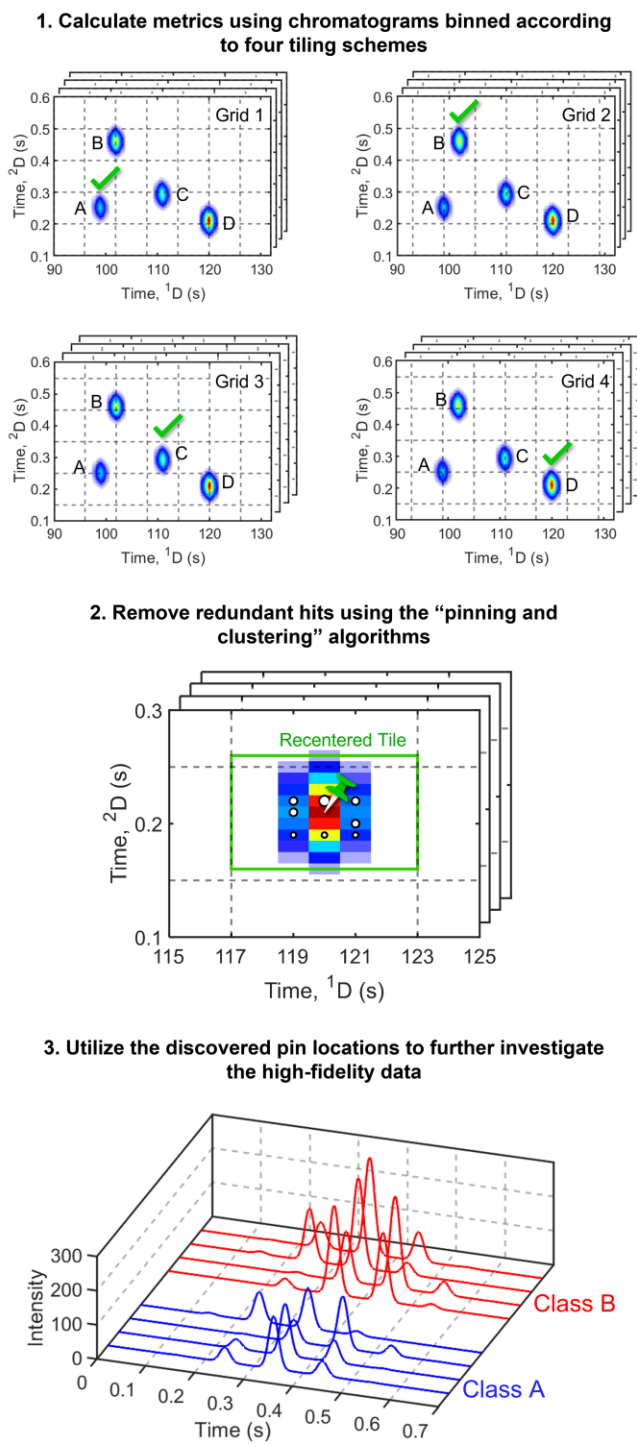 1. Calculate metrics using chromatograms binned according
to four tiling schemes
0.6
0.5
0.4
0.3
0.2
0.1
Time, ²D (s)
Grid 1
B
A
C
D
90
100
110
120
130
Time, ¹D (s)
0.6
0.5
0.4
0.3
0.2
0.1
Time, ²D (s)
Grid 2
B
A
C
D
90
100
110
120
130
Time, ¹D (s)
0.6
0.5
0.4
0.3
0.2
0.1
Time, ²D (s)
Grid 3
B
A
C
D
90
100
110
120
130
Time, ¹D (s)
0.6
0.5
0.4
0.3
0.2
0.1
Time, ²D (s)
Grid 4
B
A
C
D
90
100
110
120
130
Time, ¹D (s)
2. Remove redundant hits using the “pinning and
clustering” algorithms
0.3
0.2
0.1
Time, ²D (s)
Recentered Tile
115
117
119
121
123
125
Time, ¹D (s)
3. Utilize the discovered pin locations to further investigate
the high-fidelity data
300
200
100
0
Intensity
Class B
Class A
0
0.1
0.2
0.3
0.4
0.5
0.6
0.7
Time (s)